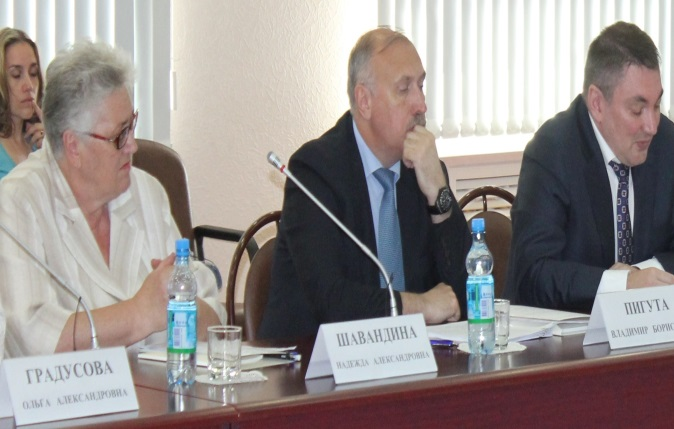 ГРАДУСОВА
ОЛЬГА АЛЕКСАНДРОВНА
ШАВАНДИНА
НАДЕЖДА АЛЕКСАНДРОВНА
ПИГУТА
ВЛАДИМИР БОРИС